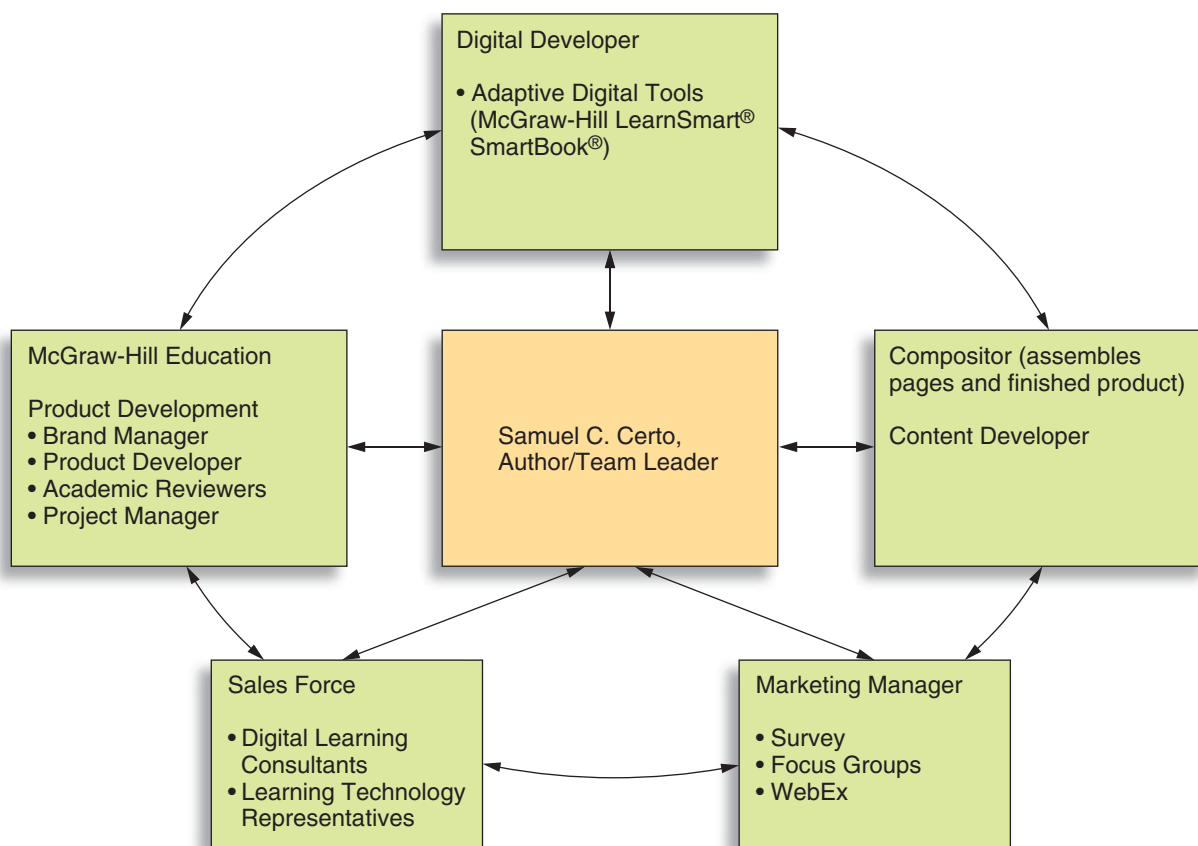 Digital Developer
• Adaptive Digital Tools
(McGraw-Hill LearnSmart®
SmartBook®)
McGraw-Hill Education
Product Development
• Brand Manager
• Product Developer
• Academic Reviewers
• Project Manager
Samuel C. Certo,
Author/Team Leader
Compositor (assembles
pages and finished product)
Content Developer
Sales Force
• Digital Learning
Consultants
• Learning Technology
Representatives
Marketing Manager
• Survey
• Focus Groups
• WebEx